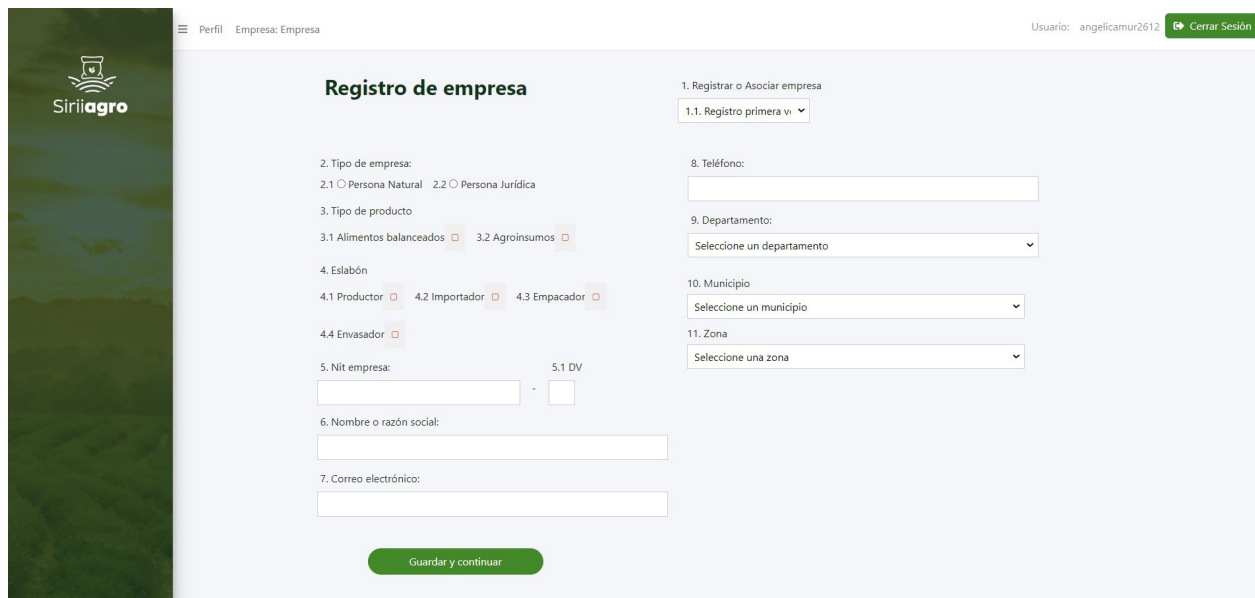 Siriiagro
Perfil Empresa: Empresa
Usuario: angelicamur2612 Cerrar Sesión
Registro de empresa
1. Registrar o Asociar empresa
1.1. Registro primera v
2. Tipo de empresa:
2.1 Persona Natural 2.2 Persona Jurídica
3. Tipo de producto
3.1 Alimentos balanceados 3.2 Agroinsumos
4. Eslabón
4.1 Productor 4.2 Importador 4.3 Empacador
4.4 Envasador
5. Nit empresa: 5.1 DV
-
6. Nombre o razón social:
7. Correo electrónico:
8. Teléfono:
9. Departamento:
Seleccione un departamento
10. Municipio
Seleccione un municipio
11. Zona
Seleccione una zona
Guardar y continuar